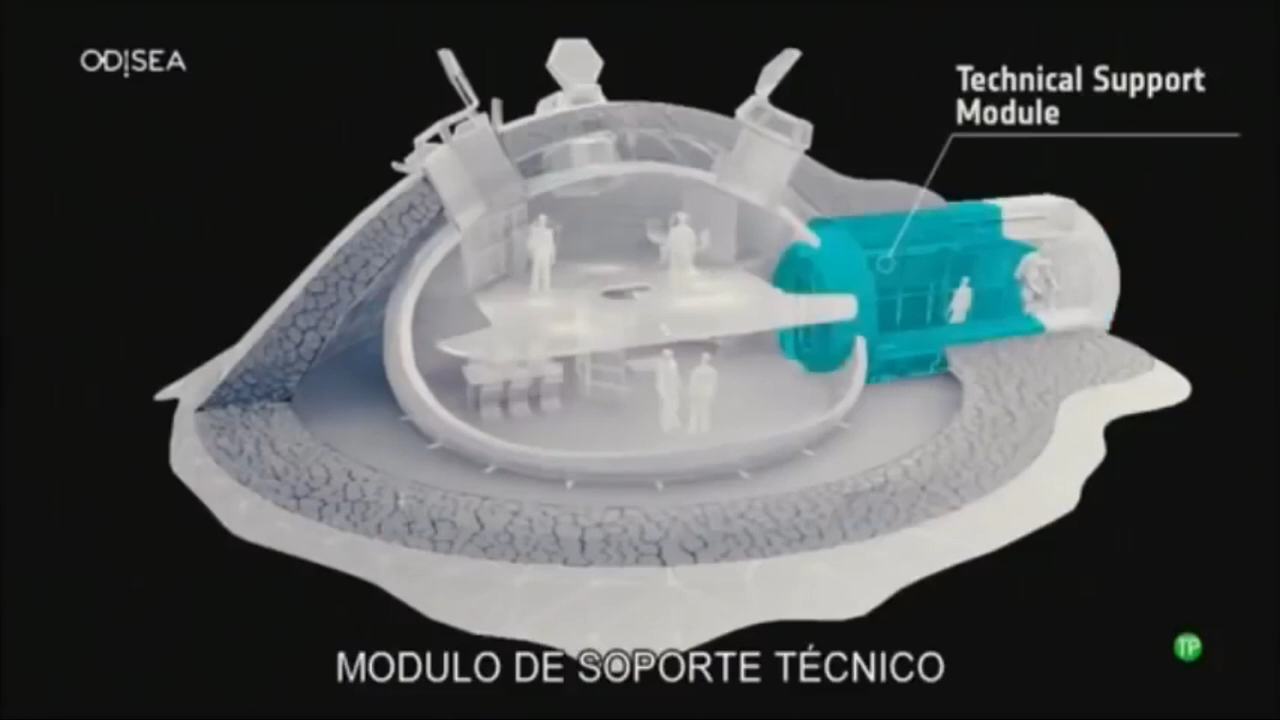 ODISEA
Technical Support
Module
MODULO DE SOPORTE TÉCNICO
TP